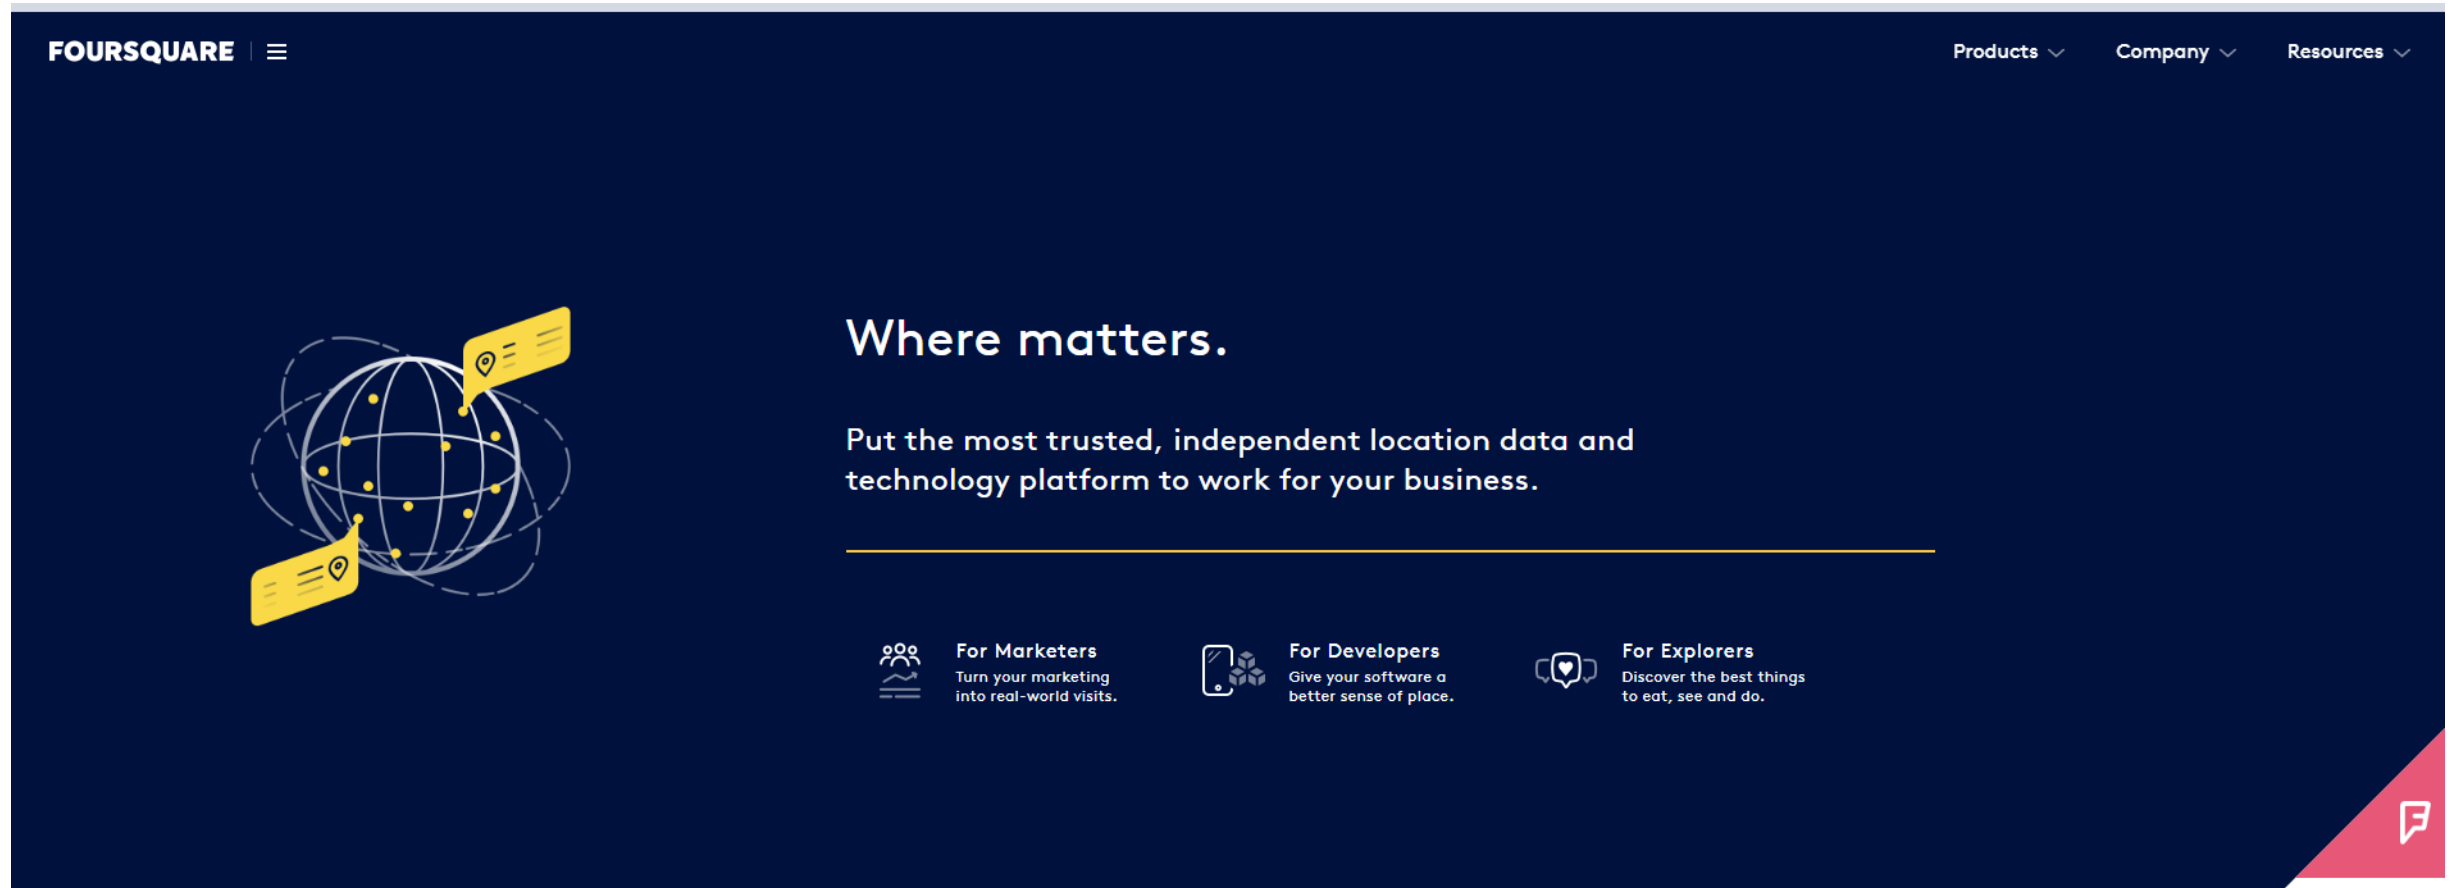 FOURSQUARE
Products
Company
Resources
Where matters.
Put the most trusted, independent location data and
technology platform to work for your business.
For Marketers
Turn your marketing
into real-world visits.
For Developers
Give your software a
better sense of place.
For Explorers
Discover the best things
to eat, see and do.